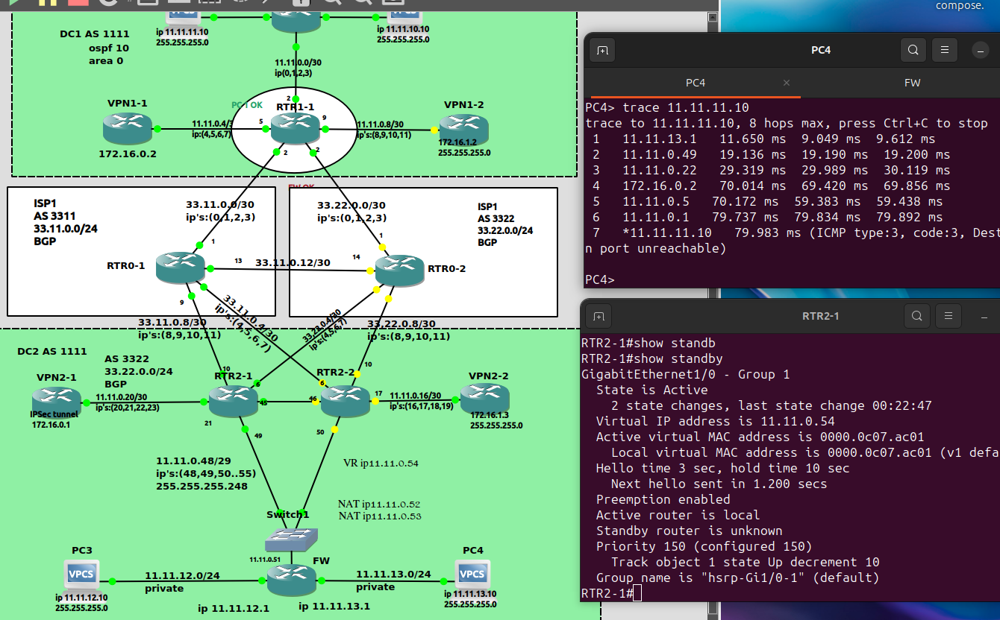 compose.
ip 11.11.11.10
255.255.255.0
ip 11.11.10.10
255.255.255.0
DC1 AS 1111
ospf 10
area 0
11.11.0.0/30
ip(0,1,2,3)
2
VPN1-1
PC 1 OK
RTR1-1
VPN1-2
11.11.0.4/3
ip:(4,5,6,7)
5
9
11.11.0.8/30
ip's:(8,9,10,11)
172.16.0.2
172.16.1.2
255.255.255.0
2
2
FW OK
ISP1
AS 3311
33.11.0.0/24
BGP
33.11.0.0/30
ip's:(0,1,2,3)
33.22.0.0/30
ip's:(0,1,2,3)
ISP1
AS 3322
33.22.0.0/24
BGP
1
1
RTR0-1
13
33.11.0.12/30
14
RTR0-2
9
33.11.0.4/30
ip's:(4,5,6,7)
33.22.0.4/30
ip's:(4,5,6,7)
33.11.0.8/30
ip's:(8,9,10,11)
33.22.0.8/30
ip's:(8,9,10,11)
DC2 AS 1111
AS 3322
33.22.0.0/24
BGP
VPN2-1
10
RTR2-1
6
RTR2-2
6
10
VPN2-2
11.11.0.20/30
ip's:(20,21,22,23)
45
46
17
11.11.0.16/30
ip's:(16,17,18,19)
IPSec tunnel
172.16.0.1
172.16.1.3
255.255.255.0
21
49
50
11.11.0.48/29
ip's:(48,49,50..55)
255.255.255.248
VR ip11.11.0.54
NAT ip11.11.0.52
NAT ip11.11.0.53
Switch1
11.11.0.51
FW
PC3
PC4
VPCS
VPCS
11.11.12.0/24
private
11.11.13.0/24
private
ip 11.11.12.10
255.255.255.0
ip 11.11.13.10
255.255.255.0
ip 11.11.12.1
ip 11.11.13.1
PC4
PC4
FW
PC4> trace 11.11.11.10
trace to 11.11.11.10, 8 hops max, press Ctrl+C to stop
1 11.11.13.1 11.650 ms 9.049 ms 9.612 ms
2 11.11.0.49 19.136 ms 19.190 ms 19.200 ms
3 11.11.0.22 29.319 ms 29.989 ms 30.119 ms
4 172.16.0.2 70.014 ms 69.420 ms 69.856 ms
5 11.11.0.5 70.172 ms 59.383 ms 59.438 ms
6 11.11.0.1 79.737 ms 79.834 ms 79.892 ms
7 *11.11.11.10 79.983 ms (ICMP type:3, code:3, Dest
n port unreachable)
PC4>
RTR2-1
RTR2-1#show standb
RTR2-1#show standby
GigabitEthernet1/0 - Group 1
State is Active
2 state changes, last state change 00:22:47
Virtual IP address is 11.11.0.54
Active virtual MAC address is 0000.0c07.ac01
Local virtual MAC address is 0000.0c07.ac01 (v1 defa
Hello time 3 sec, hold time 10 sec
Next hello sent in 1.200 secs
Preemption enabled
Active router is local
Standby router is unknown
Priority 150 (configured 150)
Track object 1 state Up decrement 10
Group name is "hsrp-Gi1/0-1" (default)
RTR2-1#